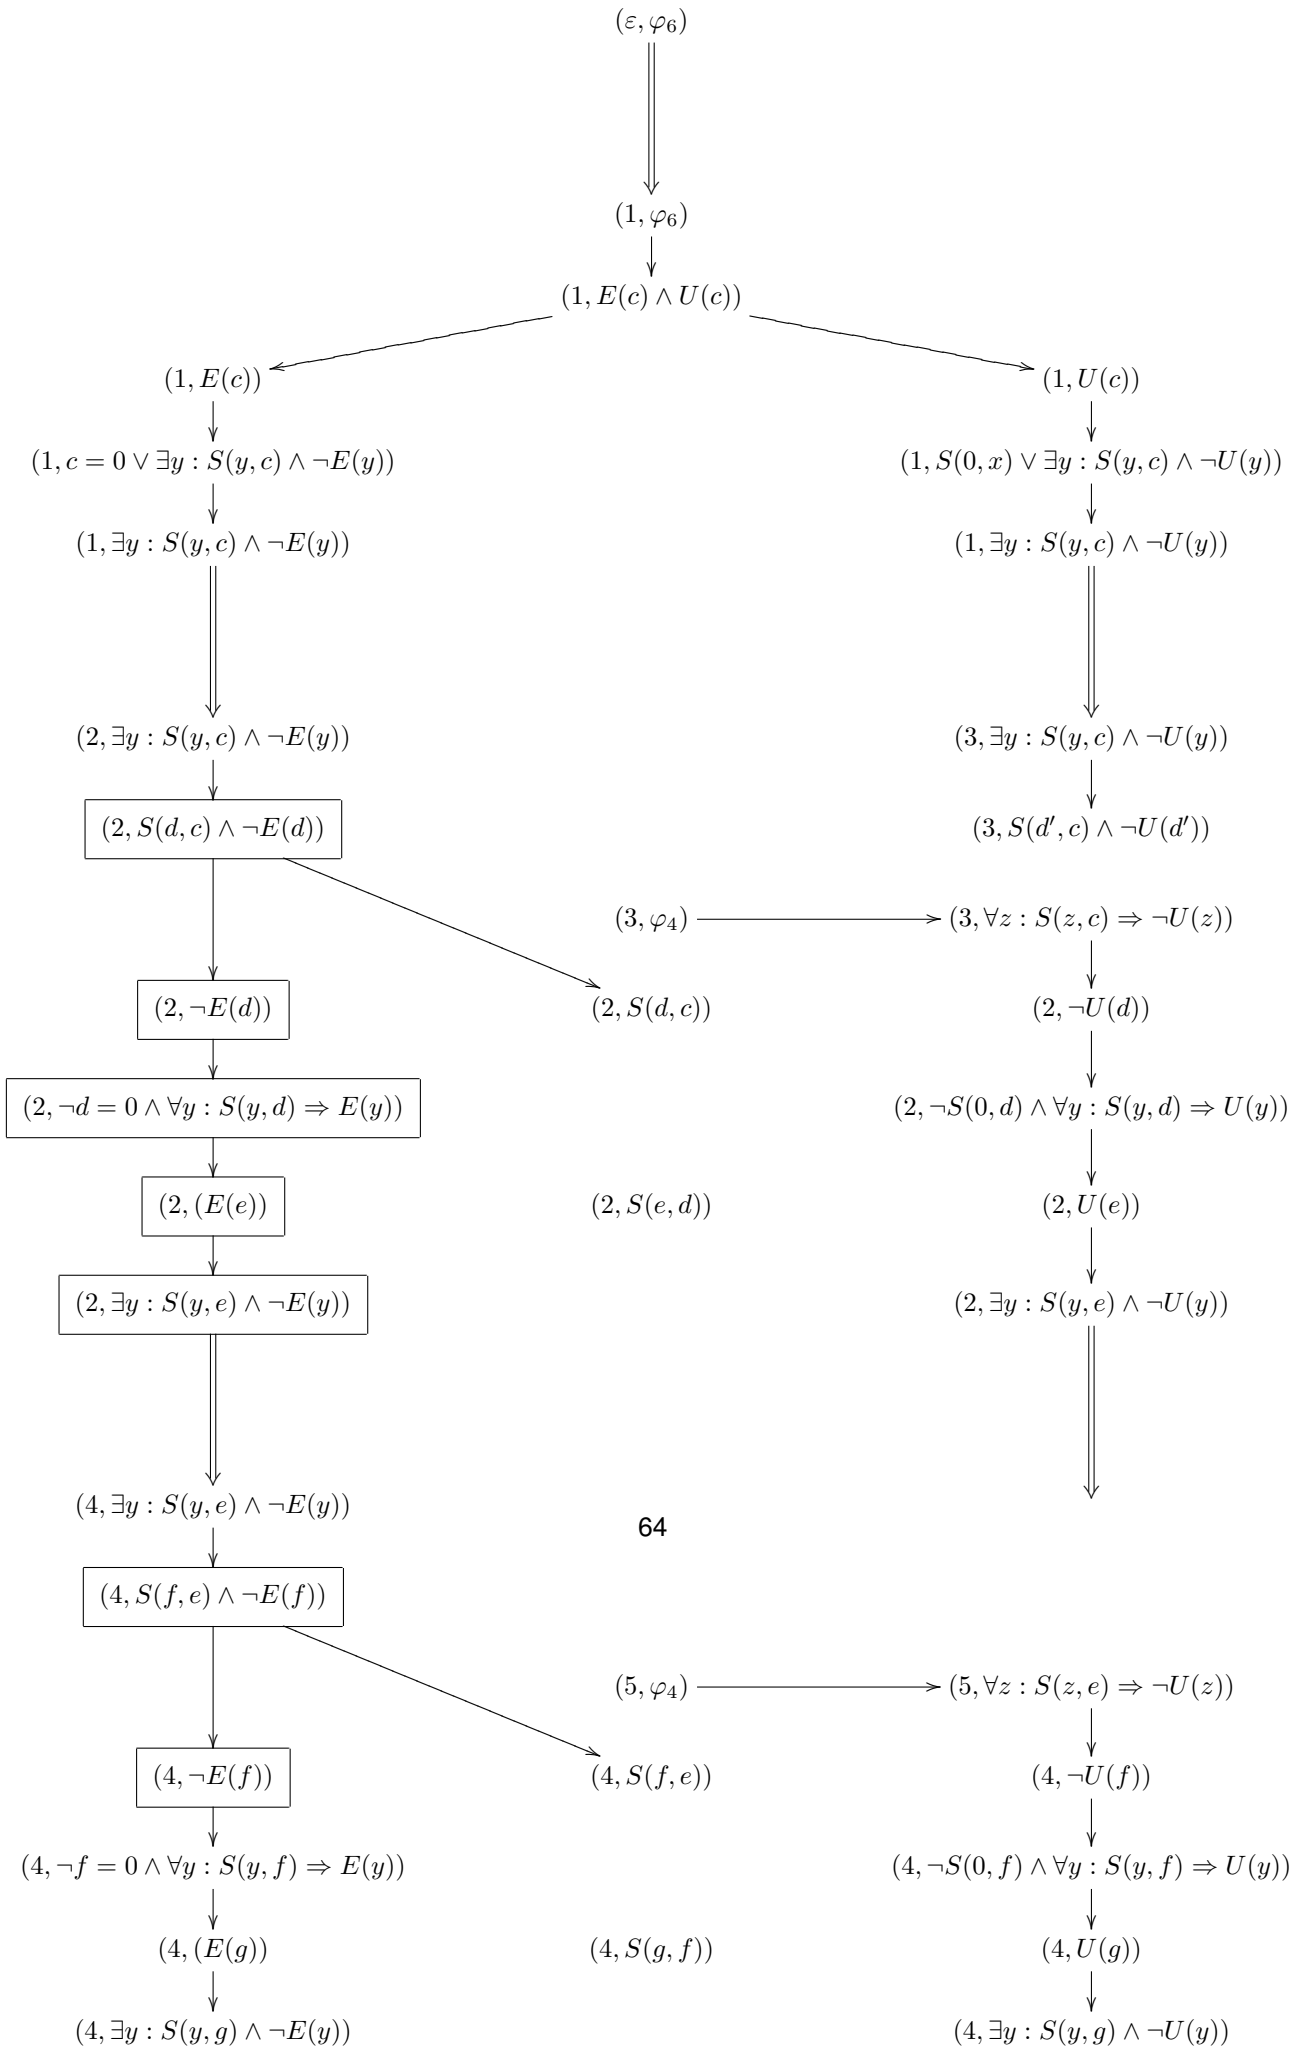 (ε, φ₆)
(1, φ₆)
(1, E(c) ∧ U(c))
(1, E(c)) (1, U(c))
(1, c = 0 ∨ ∃y : S(y, c) ∧ ¬E(y)) (1, S(0, x) ∨ ∃y : S(y, c) ∧ ¬U(y))
(1, ∃y : S(y, c) ∧ ¬E(y)) (1, ∃y : S(y, c) ∧ ¬U(y))
(2, ∃y : S(y, c) ∧ ¬E(y)) (3, ∃y : S(y, c) ∧ ¬U(y))
(2, S(d, c) ∧ ¬E(d)) (3, S(d′, c) ∧ ¬U(d′))
(3, φ₄) (3, ∀z : S(z, c) ⇒ ¬U(z))
(2, ¬E(d)) (2, S(d, c)) (2, ¬U(d))
(2, ¬d = 0 ∧ ∀y : S(y, d) ⇒ E(y)) (2, ¬S(0, d) ∧ ∀y : S(y, d) ⇒ U(y))
(2, (E(e)) (2, S(e, d)) (2, U(e))
(2, ∃y : S(y, e) ∧ ¬E(y)) (2, ∃y : S(y, e) ∧ ¬U(y))
(4, ∃y : S(y, e) ∧ ¬E(y))
64
(4, S(f, e) ∧ ¬E(f))
(5, φ₄) (5, ∀z : S(z, e) ⇒ ¬U(z))
(4, ¬E(f)) (4, S(f, e)) (4, ¬U(f))
(4, ¬f = 0 ∧ ∀y : S(y, f) ⇒ E(y)) (4, ¬S(0, f) ∧ ∀y : S(y, f) ⇒ U(y))
(4, (E(g)) (4, S(g, f)) (4, U(g))
(4, ∃y : S(y, g) ∧ ¬E(y)) (4, ∃y : S(y, g) ∧ ¬U(y))